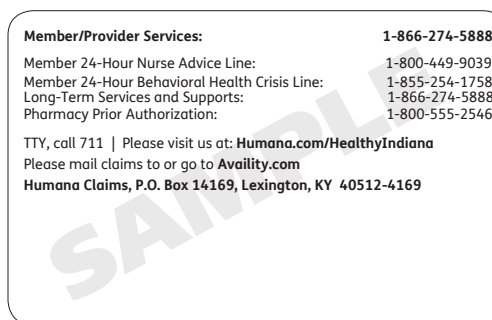 Member/Provider Services: 1-866-274-5888
Member 24-Hour Nurse Advice Line: 1-800-449-9039
Member 24-Hour Behavioral Health Crisis Line: 1-855-254-1758
Long-Term Services and Supports: 1-866-274-5888
Pharmacy Prior Authorization: 1-800-555-2546
TTY, call 711 | Please visit us at: Humana.com/HealthyIndiana
Please mail claims to or go to Availity.com
Humana Claims, P.O. Box 14169, Lexington, KY 40512-4169
SAMPLE